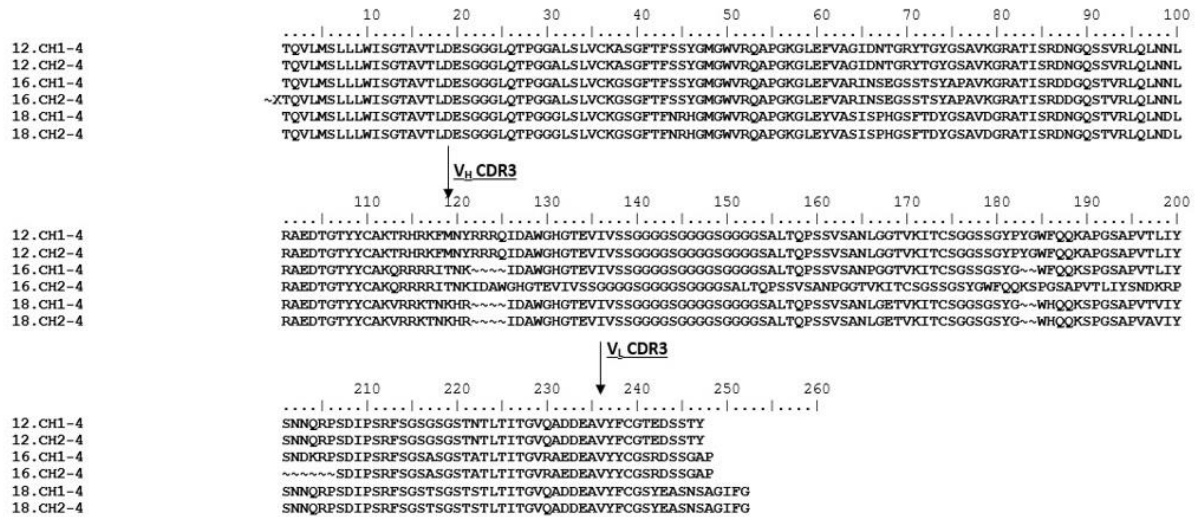 10 20 30 40 50 60 70 80 90 100
....|....|....|....|....|....|....|....|....|....|....|....|....|....|....|....|....|....|....|....|
12.CH1-4 TQVLMSLLLWISGTAVTLDESGGGLQTPGGALSLVCKASGFTFSSYGMGWVRQAPGKGLEFVAGIDNTGRYTGYGSAVKGRATISRDNGQSSVRLQLNNL
12.CH2-4 TQVLMSLLLWISGTAVTLDESGGGLQTPGGALSLVCKASGFTFSSYGMGWVRQAPGKGLEFVAGIDNTGRYTGYGSAVKGRATISRDNGQSSVRLQLNNL
16.CH1-4 TQVLMSLLLWISGTAVTLDESGGGLQTPGGALSLVCKGSGFTFSSYGMGWVRQAPGKGLEFVARINSEGSSTSYAPAVKGRATISRDDGQSTVRLQLNNL
16.CH2-4 ~XTQVLMSLLLWISGTAVTLDESGGGLQTPGGALSLVCKGSGFTFSSYGMGWVRQAPGKGLEFVARINSEGSSTSYAPAVKGRATISRDDGQSTVRLQLNNL
18.CH1-4 TQVLMSLLLWISGTAVTLDESGGGLQTPGGGLSLVCKGSGFTFNRHGMGWVRQAPGKGLEYVASISPHGSFTDYGSAVDGRATISRDNGQSTVRLQLNDL
18.CH2-4 TQVLMSLLLWISGTAVTLDESGGGLQTPGGGLSLVCKGSGFTFNRHGMGWVRQAPGKGLEYVASISPHGSFTDYGSAVDGRATISRDNGQSTVRLQLNDL
VH CDR3
110 120 130 140 150 160 170 180 190 200
....|....|....|....|....|....|....|....|....|....|....|....|....|....|....|....|....|....|....|....|
12.CH1-4 RAEDTGTYYCAKTRHRKFMNYRRRQIDAWGHGTEVIVSSGGGGSGGGGSGGGGSALTQPSSVSANLGGTVKITCSGSSGYPYGWFQQKAPGSAPVTLIY
12.CH2-4 RAEDTGTYYCAKTRHRKFMNYRRRQIDAWGHGTEVIVSSGGGGSGGGGSGGGGSALTQPSSVSANLGGTVKITCSGSSGYPYGWFQQKAPGSAPVTLIY
16.CH1-4 RAEDTGTYYCAKQRRRRITNK~~~~IDAWGHGTEVIVSSGGGGSGGGGSGGGGSALTQPSSVSANPGGTVKITCSGSSGSYG~~WFQQKSPGSAPVTLIY
16.CH2-4 RAEDTGTYYCAKQRRRRITNKIDAWGHGTEVIVSSGGGGSGGGGSGGGGSALTQPSSVSANPGGTVKITCSGSSGSYGWFQQKSPGSAPVTLIYSNDKRP
18.CH1-4 RAEDTGTYYCAKVRRKTNKHR~~~~IDAWGHGTEVIVSSGGGGSGGGGSGGGGSALTQPSSVSANLGETVKITCSGGSGSYG~~WHQQKSPGSAPVTVIY
18.CH2-4 RAEDTGTYYCAKVRRKTNKHR~~~~IDAWGHGTEVIVSSGGGGSGGGGSGGGGSALTQPSSVSANLGETVKITCSGGSGSYG~~WHQQKSPGSAPVAVIY
VL CDR3
210 220 230 240 250 260
....|....|....|....|....|....|....|....|....|....|....|....|
12.CH1-4 SNNQRPSDIPSRFSGSGSGSTNTLTITGVQADDEAVYFCGTEDSSTY
12.CH2-4 SNNQRPSDIPSRFSGSGSGSTNTLTITGVQADDEAVYFCGTEDSSTY
16.CH1-4 SNDKRPSDIPSRFSGSASGSTATLTITGVRAEDEAVYYCGSRDSSGAP
16.CH2-4 ~~~~~~SDIPSRFSGSASGSTATLTITGVRAEDEAVYYCGSRDSSGAP
18.CH1-4 SNNQRPSDIPSRFSGSTSGSTSTLTITGVQADDEAVYFCGSYEASNSAGIFG
18.CH2-4 SNNQRPSDIPSRFSGSTSGSTSTLTITGVQADDEAVYFCGSYEASNSAGIFG